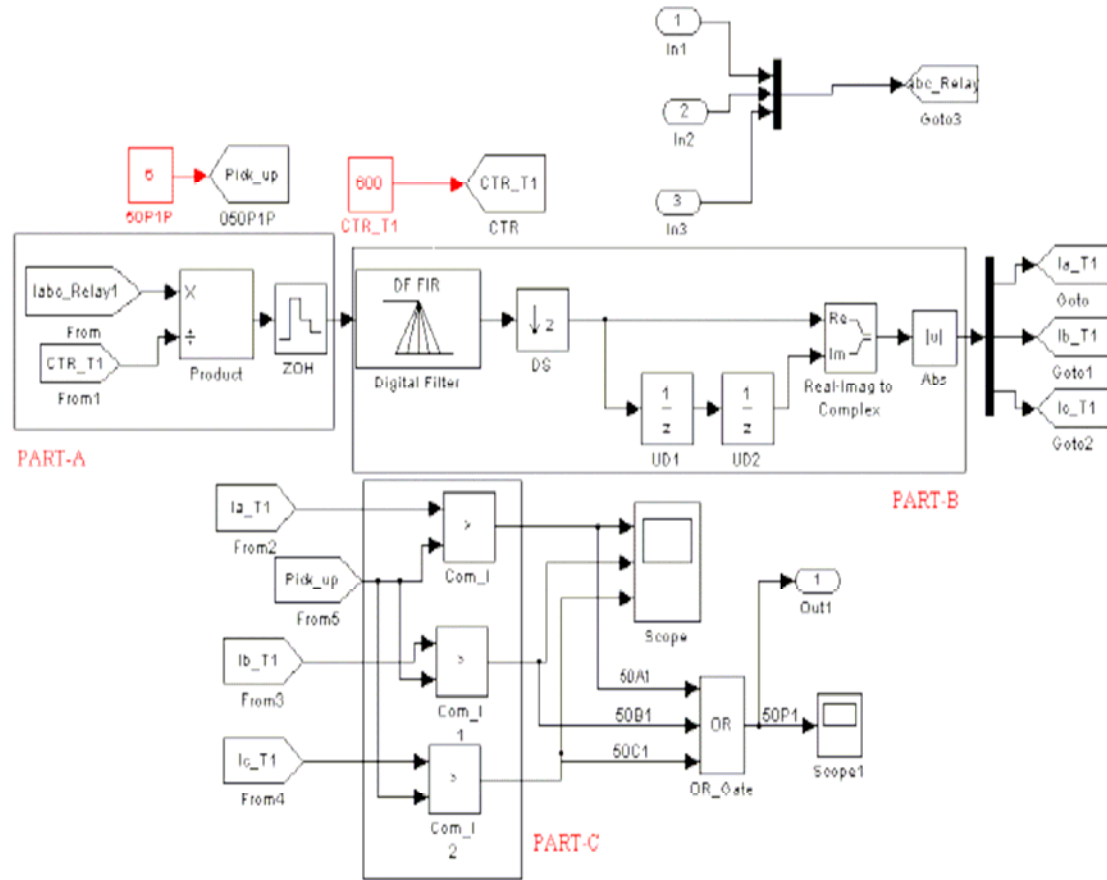 1
In1
2
In2
3
In3
abc_Relay
Goto3
6
50P1P
Pick_up
050P1P
600
CTR_T1
CTR_T1
CTR
Iabc_Relay1
From
CTR_T1
From1
×
÷
Product
ZOH
PART-A
DF FIR
Digital Filter
↓ 2
DS
1
z
UD1
1
z
UD2
Re
Im
Real-Imag to
Complex
|u|
Abs
PART-B
Ia_T1
Goto
Ib_T1
Goto1
Ic_T1
Goto2
Ia_T1
From2
Pick_up
From5
Ib_T1
From3
Ic_T1
From4
>
Com_I
>
Com_I
1
>
Com_I
2
PART-C
Scope
50A1
50B1
50C1
OR
OR_Gate
50P1
1
Out1
Scope1